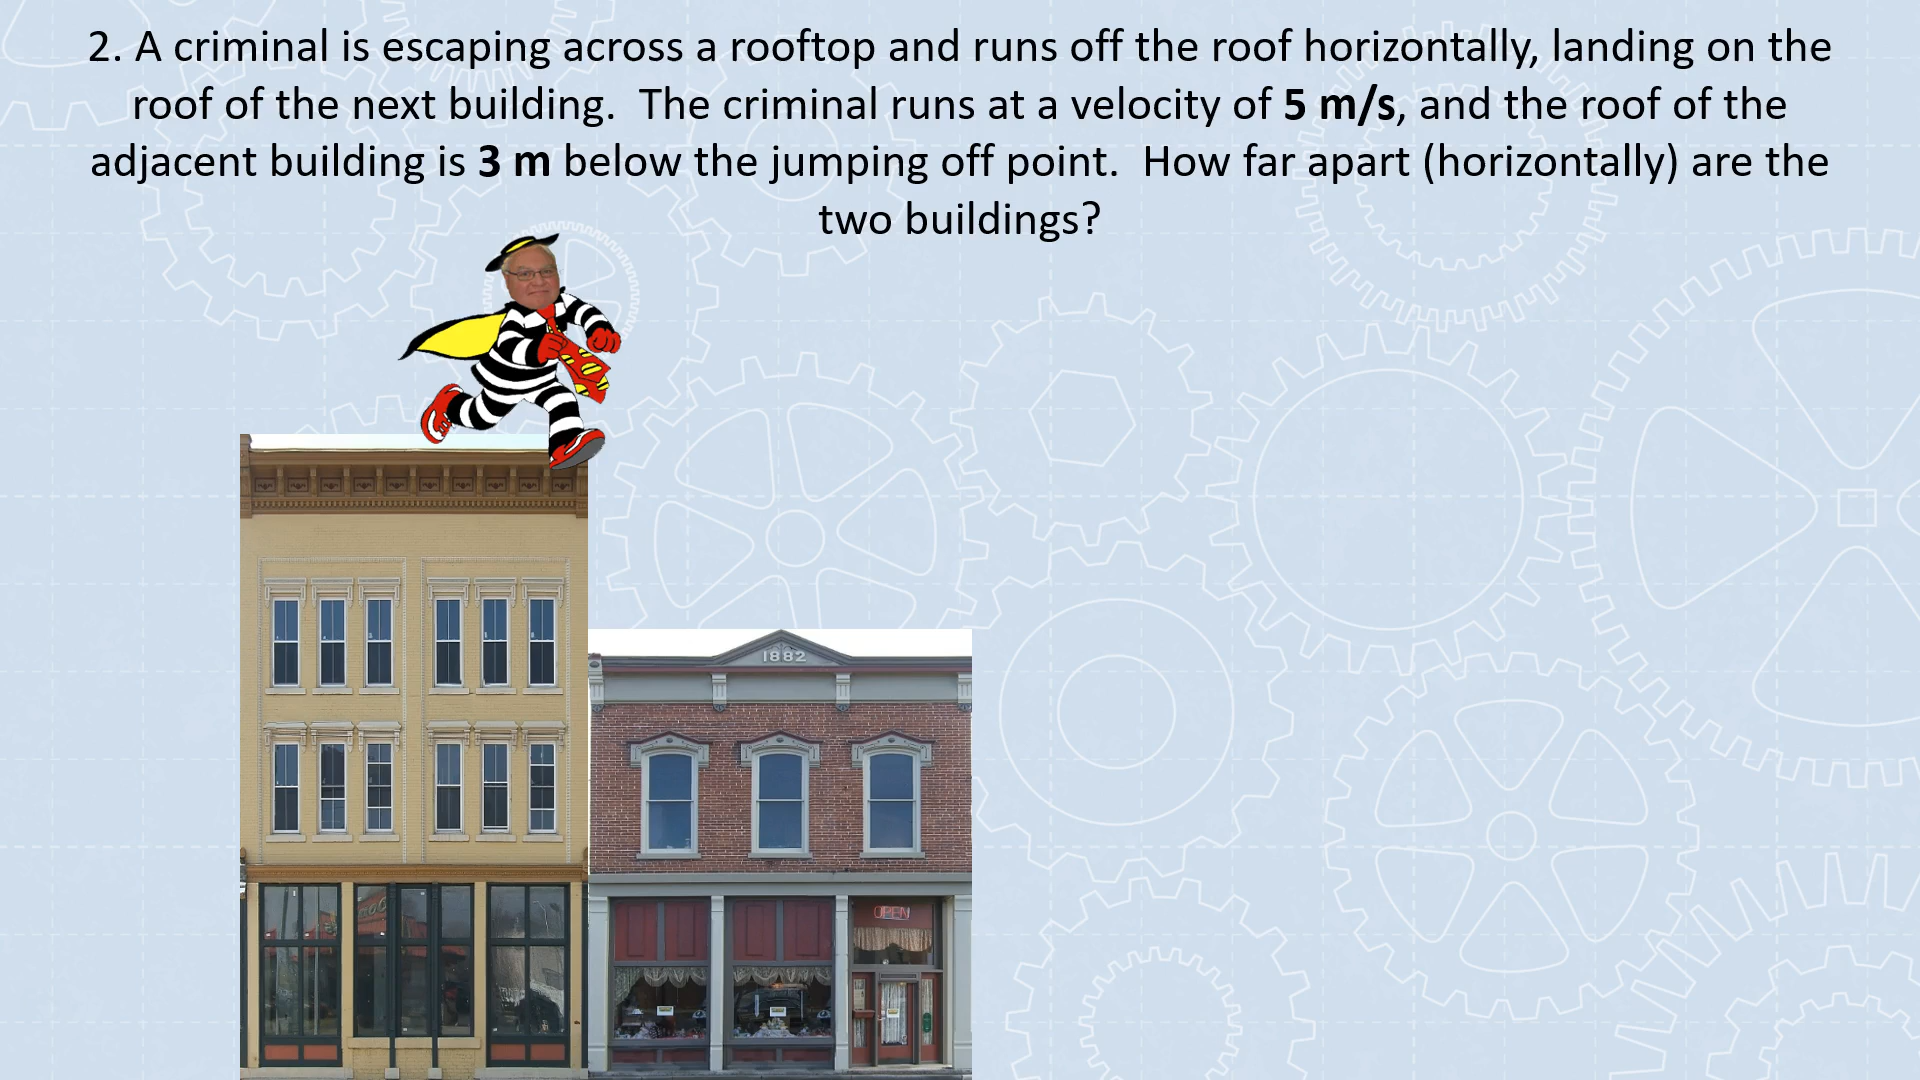 2. A criminal is escaping across a rooftop and runs off the roof horizontally, landing on the
roof of the next building.  The criminal runs at a velocity of 5 m/s, and the roof of the
adjacent building is 3 m below the jumping off point.  How far apart (horizontally) are the
two buildings?
1882
OPEN